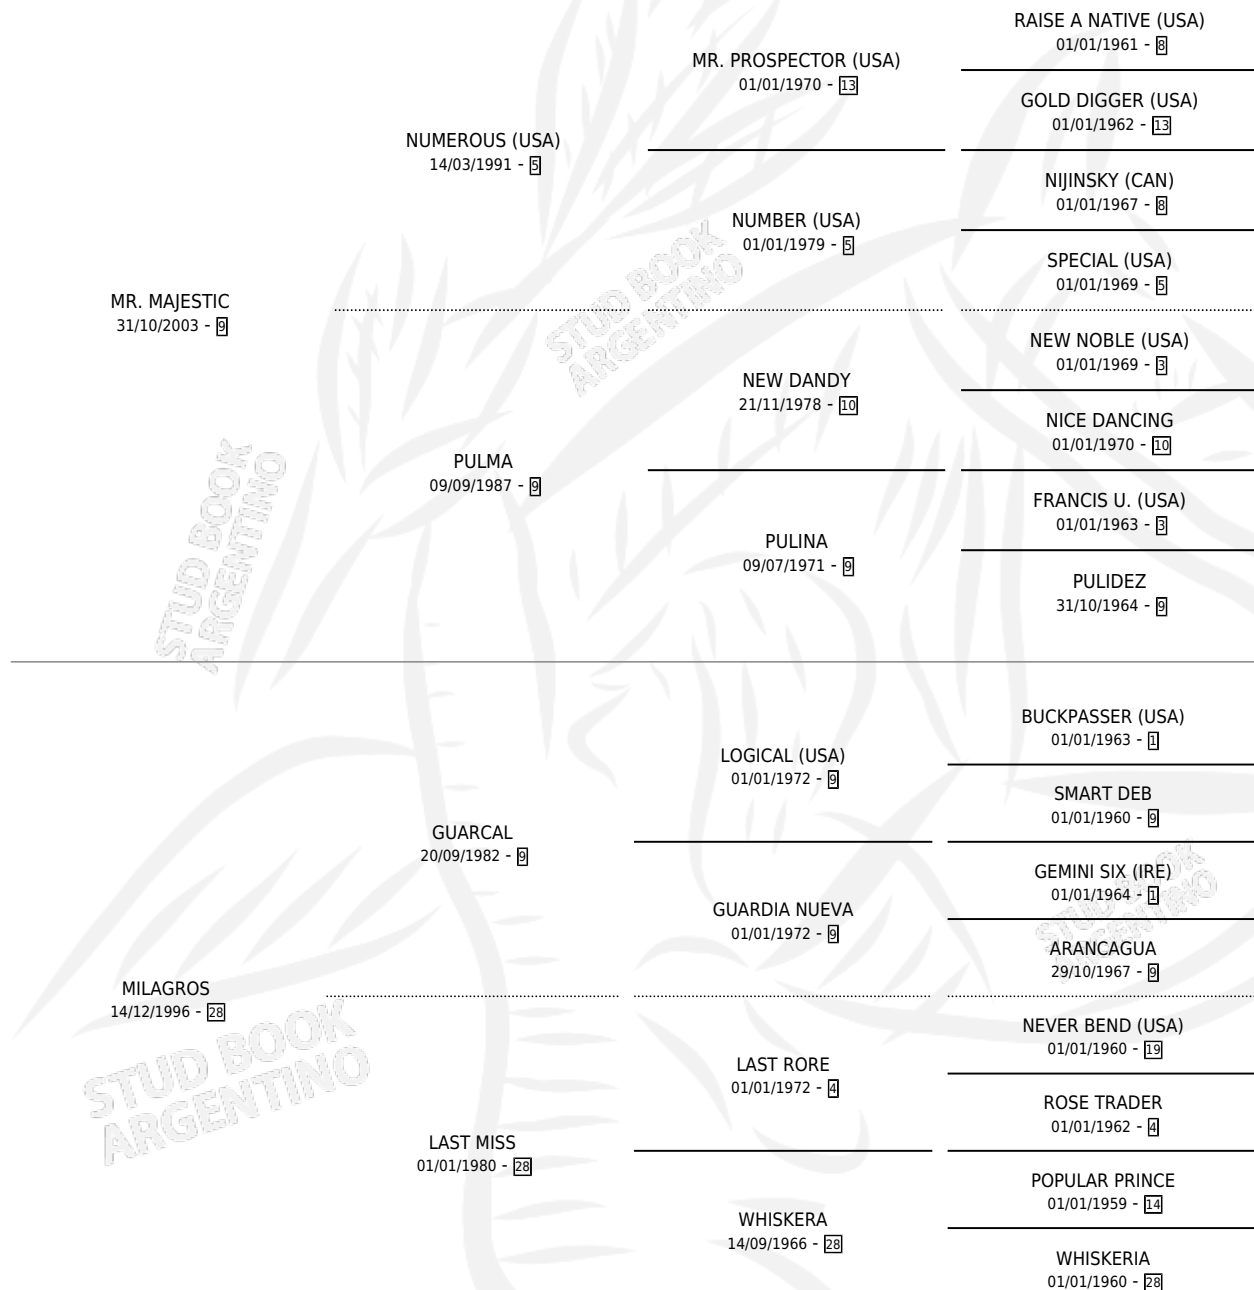 RAISE A NATIVE (USA)
01/01/1961 - 8
MR. PROSPECTOR (USA)
01/01/1970 - 13
GOLD DIGGER (USA)
01/01/1962 - 13
NUMEROUS (USA)
14/03/1991 - 5
NIJINSKY (CAN)
01/01/1967 - 8
NUMBER (USA)
01/01/1979 - 5
SPECIAL (USA)
01/01/1969 - 5
MR. MAJESTIC
31/10/2003 - 9
NEW NOBLE (USA)
01/01/1969 - 3
NEW DANDY
21/11/1978 - 10
NICE DANCING
01/01/1970 - 10
PULMA
09/09/1987 - 9
FRANCIS U. (USA)
01/01/1963 - 3
PULINA
09/07/1971 - 9
PULIDEZ
31/10/1964 - 9
BUCKPASSER (USA)
01/01/1963 - 1
LOGICAL (USA)
01/01/1972 - 9
SMART DEB
01/01/1960 - 9
GUARCAL
20/09/1982 - 9
GEMINI SIX (IRE)
01/01/1964 - 1
GUARDIA NUEVA
01/01/1972 - 9
ARANCAGUA
29/10/1967 - 9
MILAGROS
14/12/1996 - 28
NEVER BEND (USA)
01/01/1960 - 19
LAST RORE
01/01/1972 - 4
ROSE TRADER
01/01/1962 - 4
LAST MISS
01/01/1980 - 28
POPULAR PRINCE
01/01/1959 - 14
WHISKERA
14/09/1966 - 28
WHISKERIA
01/01/1960 - 28
STUD BOOK
ARGENTINO
STUD BOOK
ARGENTINO
STUD BOOK
ARGENTINO
STUD BOOK
ARGENTINO